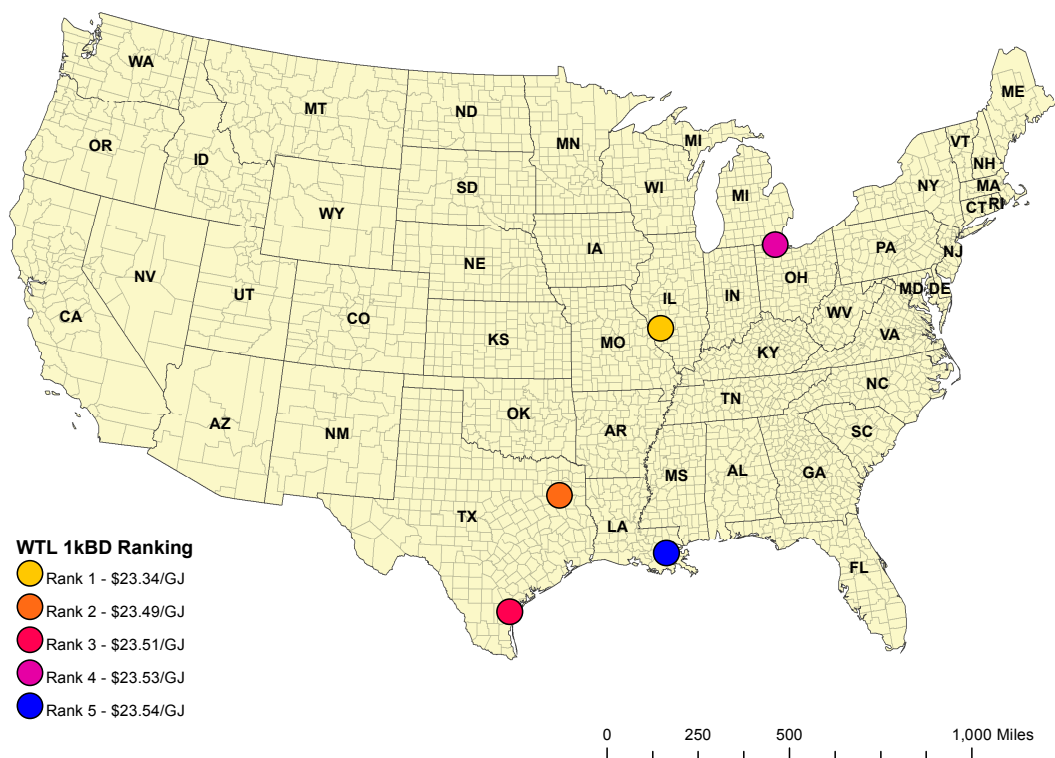 WA
MT
ND
MN
ME
OR
ID
SD
WI
MI
MI
VT
NH
NY
MA
CT
RI
WY
NE
IA
PA
NJ
NV
UT
CO
IL
IN
OH
MD
DE
CA
KS
MO
WV
VA
KY
AZ
NM
OK
AR
TN
NC
SC
TX
LA
MS
AL
GA
FL
WTL 1kBD Ranking
Rank 1 - $23.34/GJ
Rank 2 - $23.49/GJ
Rank 3 - $23.51/GJ
Rank 4 - $23.53/GJ
Rank 5 - $23.54/GJ
0 250 500 1,000 Miles